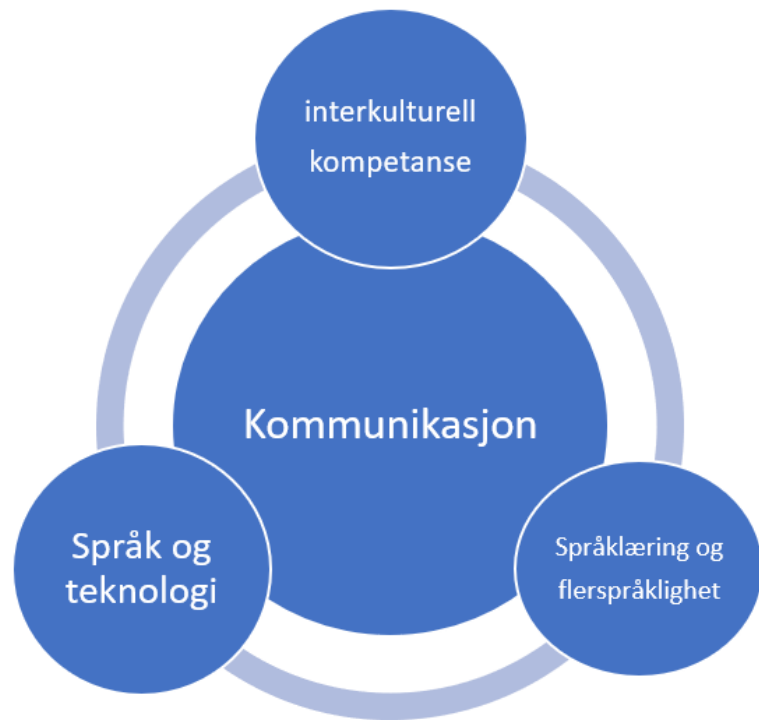 interkulturell
kompetanse
Kommunikasjon
Språk og
teknologi
Språklæring og
flerspråklighet